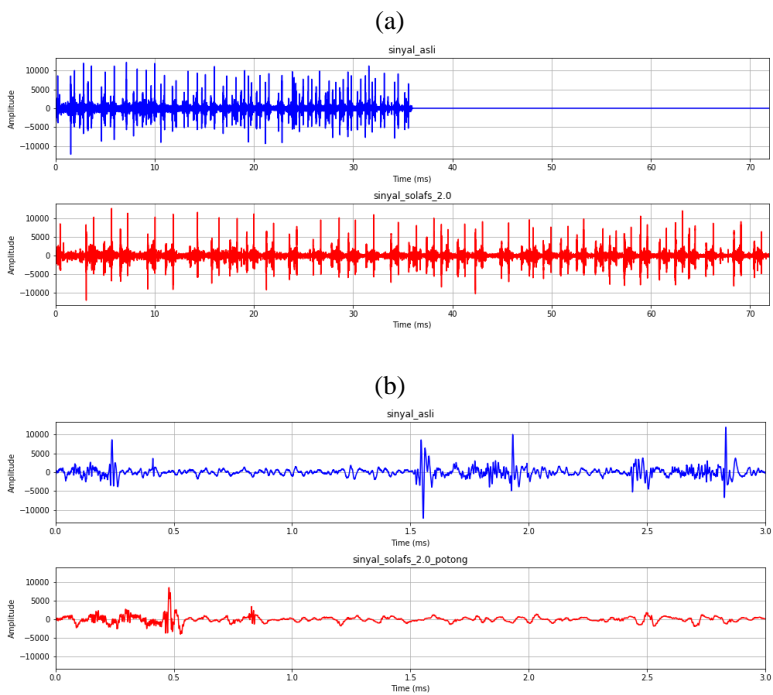 (a)
sinyal_asli
10000
5000
0
−5000
−10000
Amplitude
0 10 20 30 40 50 60 70
Time (ms)
sinyal_solafs_2.0
10000
5000
0
−5000
−10000
Amplitude
0 10 20 30 40 50 60 70
Time (ms)
(b)
sinyal_asli
10000
5000
0
−5000
−10000
Amplitude
0.0 0.5 1.0 1.5 2.0 2.5 3.0
Time (ms)
sinyal_solafs_2.0_potong
10000
5000
0
−5000
−10000
Amplitude
0.0 0.5 1.0 1.5 2.0 2.5 3.0
Time (ms)